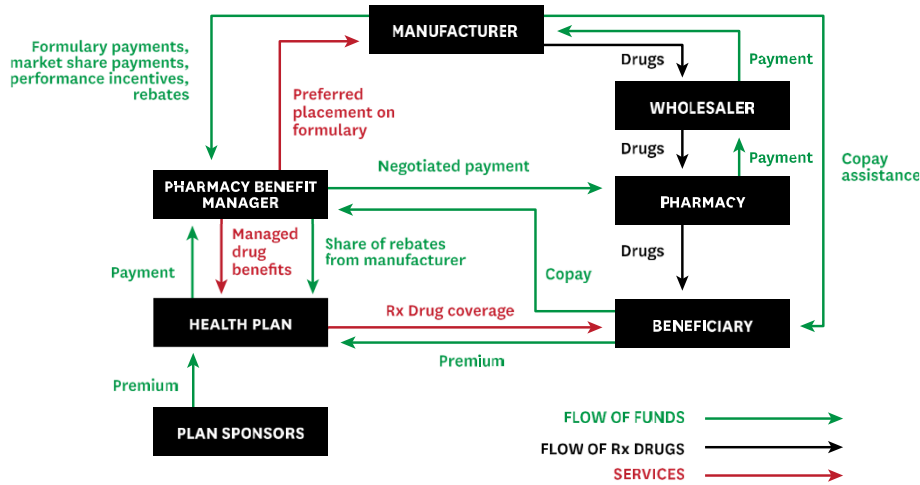 MANUFACTURER
Formulary payments,
market share payments,
performance incentives,
rebates
Preferred
placement on
formulary
Drugs
Payment
WHOLESALER
Drugs
Payment
Copay
assistance
Negotiated payment
PHARMACY BENEFIT
MANAGER
PHARMACY
Managed
drug
benefits
Share of rebates
from manufacturer
Drugs
Payment
Copay
HEALTH PLAN
Rx Drug coverage
BENEFICIARY
Premium
Premium
PLAN SPONSORS
FLOW OF FUNDS
FLOW OF Rx DRUGS
SERVICES